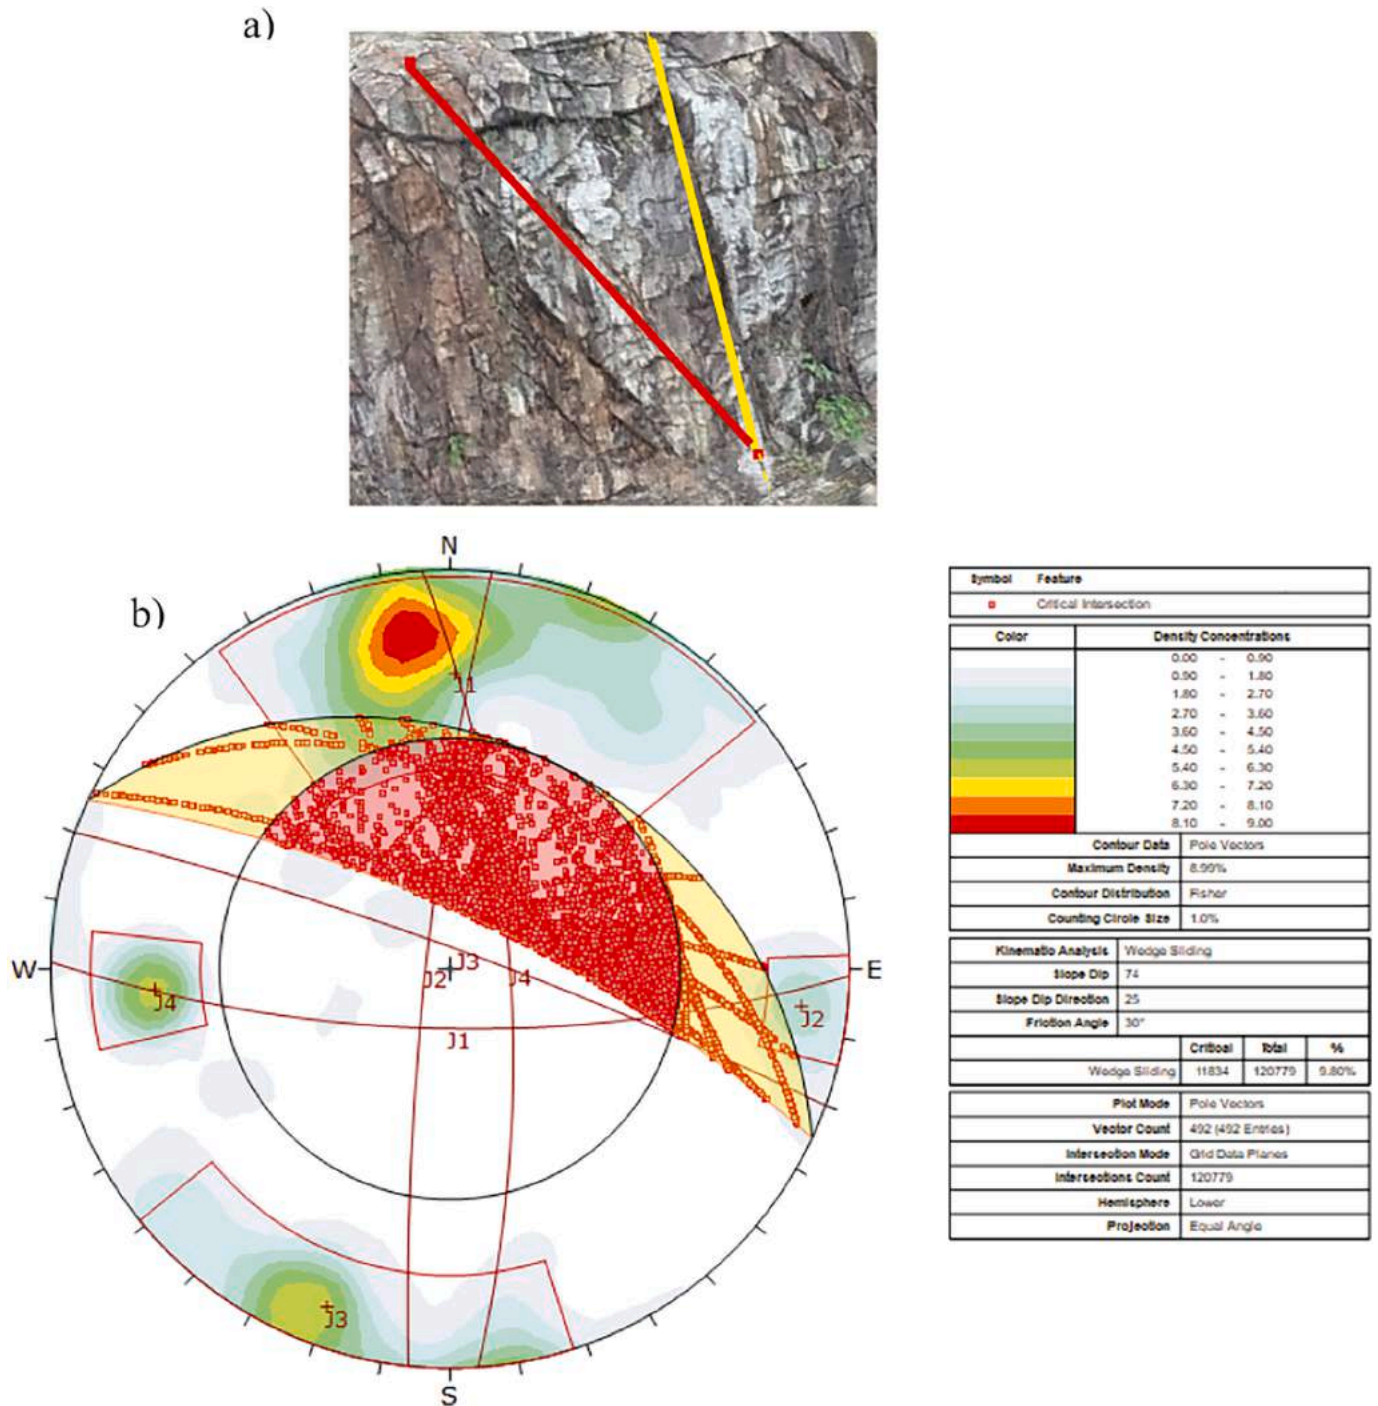 a)
b)
N
J1
W
E
J3
J2
J4
J4
J2
J1
J3
S
Symbol Feature
Critical Intersection
Color Density Concentrations
0.00 - 0.90
0.90 - 1.80
1.80 - 2.70
2.70 - 3.60
3.60 - 4.50
4.50 - 5.40
5.40 - 6.30
6.30 - 7.20
7.20 - 8.10
8.10 - 9.00
Contour Data Pole Vectors
Maximum Density 8.99%
Contour Distribution Fisher
Counting Circle Size 1.0%
Kinematic Analysis Wedge Sliding
Slope Dip 74
Slope Dip Direction 25
Friction Angle 30°
Critical Total %
Wedge Sliding 11834 120779 9.80%
Plot Mode Pole Vectors
Vector Count 492 (492 Entries)
Intersection Mode Grid Data Planes
Intersections Count 120779
Hemisphere Lower
Projection Equal Angle